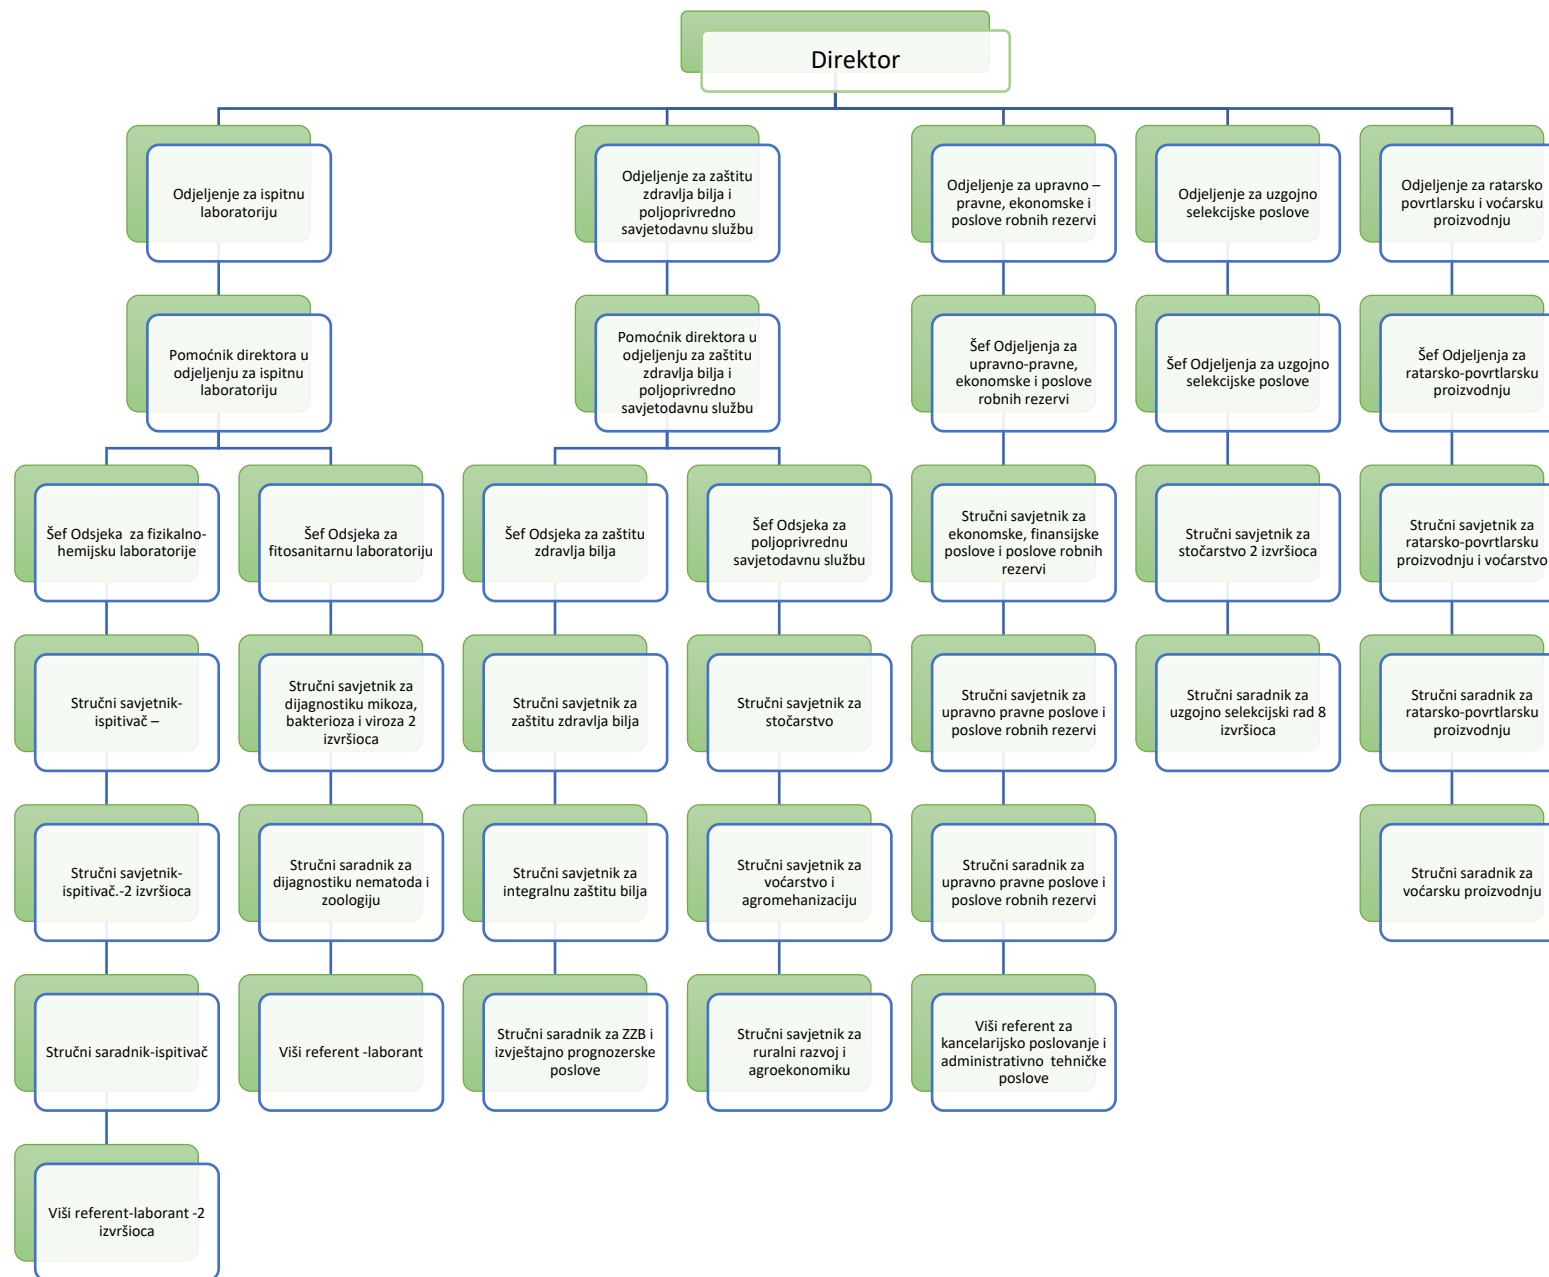 Direktor
Odjeljenje za ispitnu
laboratoriju
Odjeljenje za zaštitu
zdravlja bilja i
poljoprivredno
savjetodavnu službu
Odjeljenje za upravno –
pravne, ekonomske i
poslove robnih rezervi
Odjeljenje za uzgojno
selekcijske poslove
Odjeljenje za ratarsko
povrtlarsku i voćarsku
proizvodnju
Pomoćnik direktora u
odjeljenju za ispitnu
laboratoriju
Pomoćnik direktora u
odjeljenju za zaštitu
zdravlja bilja i
poljoprivredno
savjetodavnu službu
Šef Odjeljenja za
upravno-pravne,
ekonomske i poslove
robnih rezervi
Šef Odjeljenja za uzgojno
selekcijske poslove
Šef Odjeljenja za
ratarsko-povrtlarsku
proizvodnju
Šef Odsjeka  za fizikalno-
hemijsku laboratorije
Šef Odsjeka za
fitosanitarnu laboratoriju
Šef Odsjeka za zaštitu
zdravlja bilja
Šef Odsjeka za
poljoprivrednu
savjetodavnu službu
Stručni savjetnik za
ekonomske, finansijske
poslove i poslove robnih
rezervi
Stručni savjetnik za
stočarstvo 2 izvršioca
Stručni savjetnik za
ratarsko-povrtlarsku
proizvodnju i voćarstvo
Stručni savjetnik-
ispitivač –
Stručni savjetnik za
dijagnostiku mikoza,
bakterioza i viroza 2
izvršioca
Stručni savjetnik za
zaštitu zdravlja bilja
Stručni savjetnik za
stočarstvo
Stručni savjetnik za
upravno pravne poslove i
poslove robnih rezervi
Stručni saradnik za
uzgojno selekcijski rad 8
izvršioca
Stručni saradnik za
ratarsko-povrtlarsku
proizvodnju
Stručni savjetnik-
ispitivač.-2 izvršioca
Stručni saradnik za
dijagnostiku nematoda i
zoologiju
Stručni savjetnik za
integralnu zaštitu bilja
Stručni savjetnik za
voćarstvo i
agromehanizaciju
Stručni saradnik za
upravno pravne poslove i
poslove robnih rezervi
Stručni saradnik za
voćarsku proizvodnju
Stručni saradnik-ispitivač
Viši referent -laborant
Stručni saradnik za ZZB i
izvještajno prognozerske
poslove
Stručni savjetnik za
ruralni razvoj i
agroekonomiku
Viši referent za
kancelarijsko poslovanje i
administrativno  tehničke
poslove
Viši referent-laborant -2
izvršioca